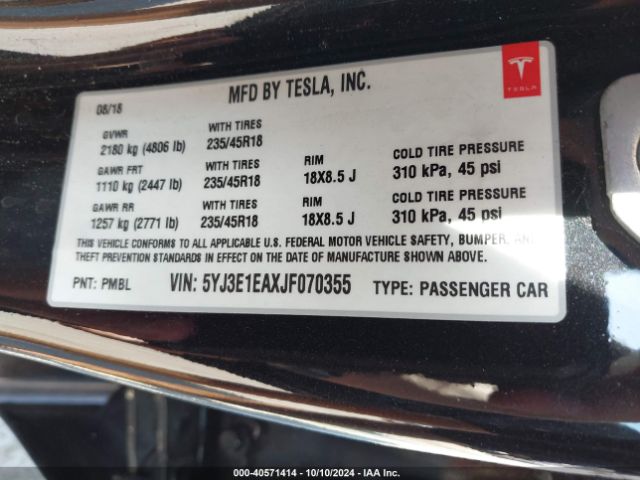 MFD BY TESLA, INC.
TESLA
08/18
GVWR WITH TIRES
2180 kg (4806 lb) 235/45R18
GAWR FRT WITH TIRES RIM COLD TIRE PRESSURE
1110 kg (2447 lb) 235/45R18 18X8.5 J 310 kPa, 45 psi
GAWR RR WITH TIRES RIM COLD TIRE PRESSURE
1257 kg (2771 lb) 235/45R18 18X8.5 J 310 kPa, 45 psi
THIS VEHICLE CONFORMS TO ALL APPLICABLE U.S. FEDERAL MOTOR VEHICLE SAFETY, BUMPER, AND
THEFT PREVENTION STANDARDS IN EFFECT ON THE DATE OF MANUFACTURE SHOWN ABOVE.
PNT: PMBL VIN: 5YJ3E1EAXJF070355 TYPE: PASSENGER CAR
000-40571414 - 10/10/2024 - IAA Inc.